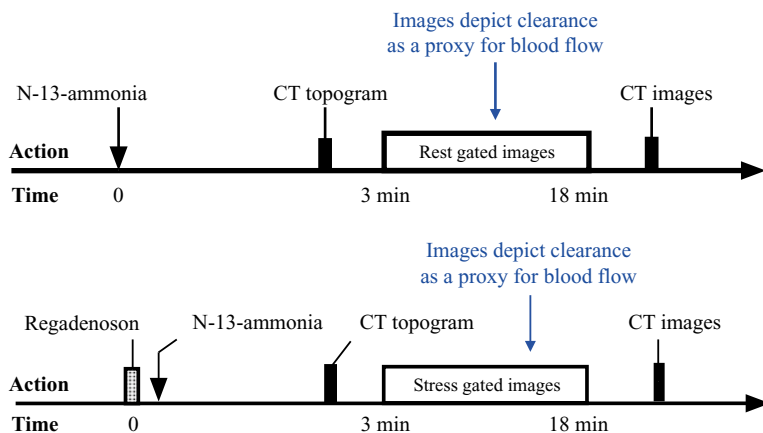 Images depict clearance
as a proxy for blood flow
N-13-ammonia
CT topogram
CT images
Action
Rest gated images
Time
0
3 min
18 min
Images depict clearance
as a proxy for blood flow
Regadenoson
N-13-ammonia
CT topogram
CT images
Action
Stress gated images
Time
0
3 min
18 min